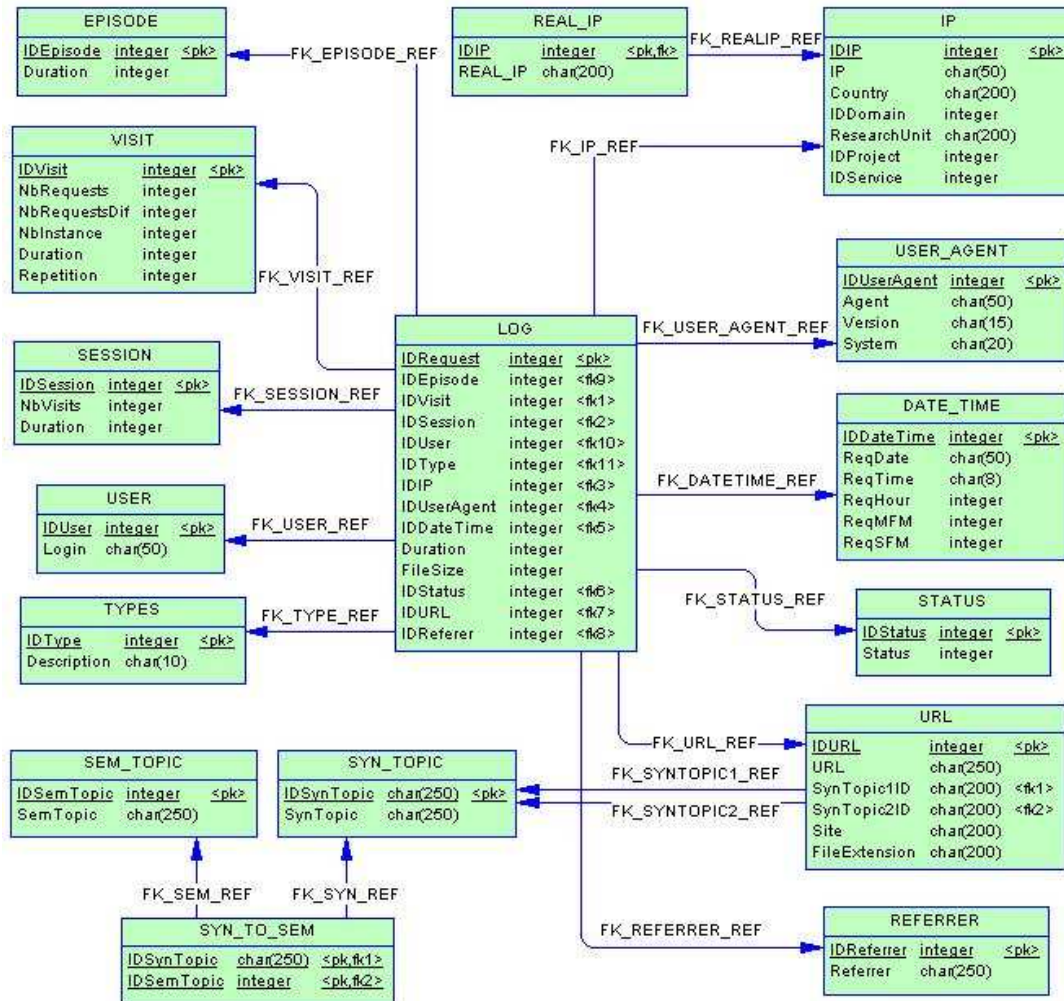 EPISODE
IDEpisode integer <pk>
Duration integer
FK_EPISODE_REF
REAL_IP
IDIP integer <pk,fk>
REAL_IP char(200)
FK_REALIP_REF
IP
IDIP integer <pk>
IP char(50)
Country char(200)
IDDomain integer
ResearchUnit char(200)
IDProject integer
IDService integer
FK_IP_REF
VISIT
IDVisit integer <pk>
NbRequests integer
NbRequestsDif integer
NbInstance integer
Duration integer
Repetition integer
FK_VISIT_REF
USER_AGENT
IDUserAgent integer <pk>
Agent char(50)
Version char(15)
System char(20)
FK_USER_AGENT_REF
LOG
IDRequest integer <pk>
IDEpisode integer <fk9>
IDVisit integer <fk1>
IDSession integer <fk2>
IDUser integer <fk10>
IDType integer <fk11>
IDIP integer <fk3>
IDUserAgent integer <fk4>
IDDateTime integer <fk5>
Duration integer
FileSize integer
IDStatus integer <fk6>
IDURL integer <fk7>
IDReferer integer <fk8>
SESSION
IDSession integer <pk>
NbVisits integer
Duration integer
FK_SESSION_REF
DATE_TIME
IDDateTime integer <pk>
ReqDate char(50)
ReqTime char(8)
ReqHour integer
ReqMFM integer
ReqSFM integer
FK_DATETIME_REF
USER
IDUser integer <pk>
Login char(50)
FK_USER_REF
TYPES
IDType integer <pk>
Description char(10)
FK_TYPE_REF
FK_STATUS_REF
STATUS
IDStatus integer <pk>
Status integer
URL
IDURL integer <pk>
URL char(250)
SynTopic1ID char(200) <fk1>
SynTopic2ID char(200) <fk2>
Site char(200)
FileExtension char(200)
FK_URL_REF
FK_SYNTOPIC1_REF
FK_SYNTOPIC2_REF
SEM_TOPIC
IDSemTopic integer <pk>
SemTopic char(250)
SYN_TOPIC
IDSynTopic char(250) <pk>
SynTopic char(250)
FK_SEM_REF
FK_SYN_REF
SYN_TO_SEM
IDSynTopic char(250) <pk,fk1>
IDSemTopic integer <pk,fk2>
FK_REFERRER_REF
REFERRER
IDReferrer integer <pk>
Referrer char(250)